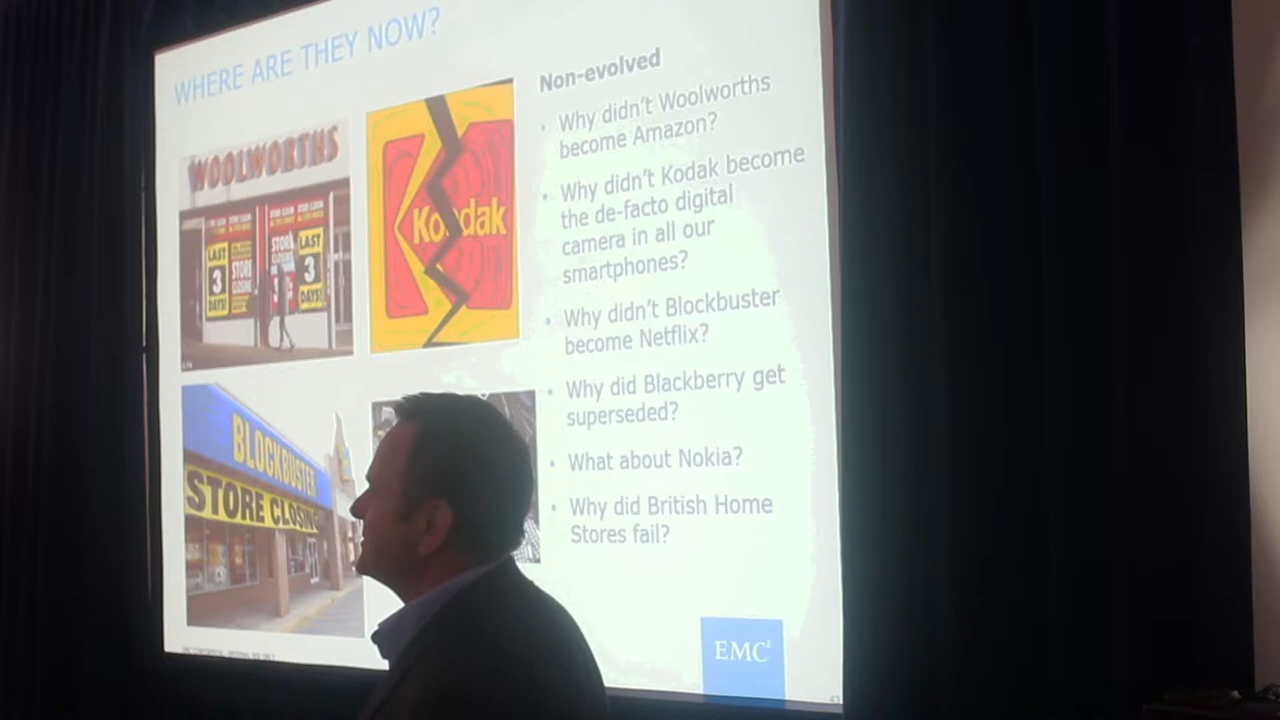 WHERE ARE THEY NOW?
WOOLWORTHS
LAST
3
DAYS!
STORE
CLOSING
LAST
3
DAYS!
Kodak
BLOCKBUSTER
STORE CLOSING
Non-evolved
Why didn't Woolworths
become Amazon?
Why didn't Kodak become
the de-facto digital
camera in all our
smartphones?
Why didn't Blockbuster
become Netflix?
Why did Blackberry get
superseded?
What about Nokia?
Why did British Home
Stores fail?
EMC²
43